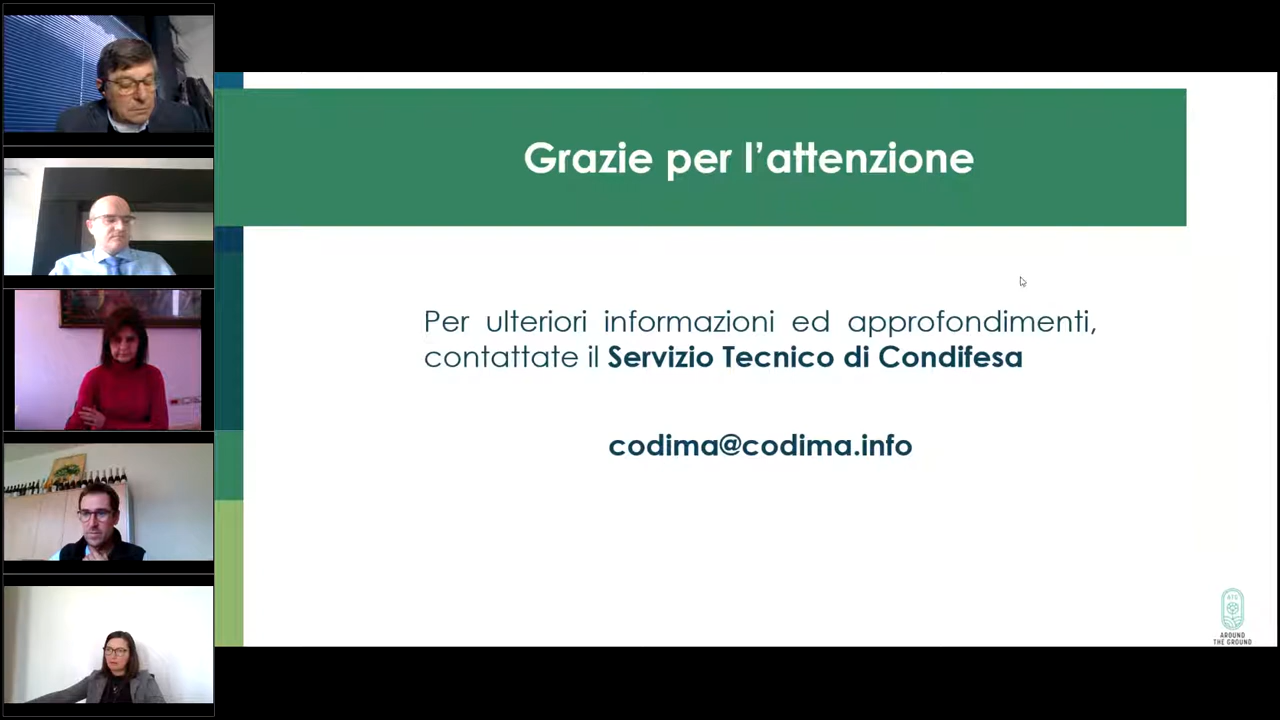 Grazie per l’attenzione
Per ulteriori informazioni ed approfondimenti,
contattate il Servizio Tecnico di Condifesa
codima@codima.info
ATG
AROUND
THE GROUND